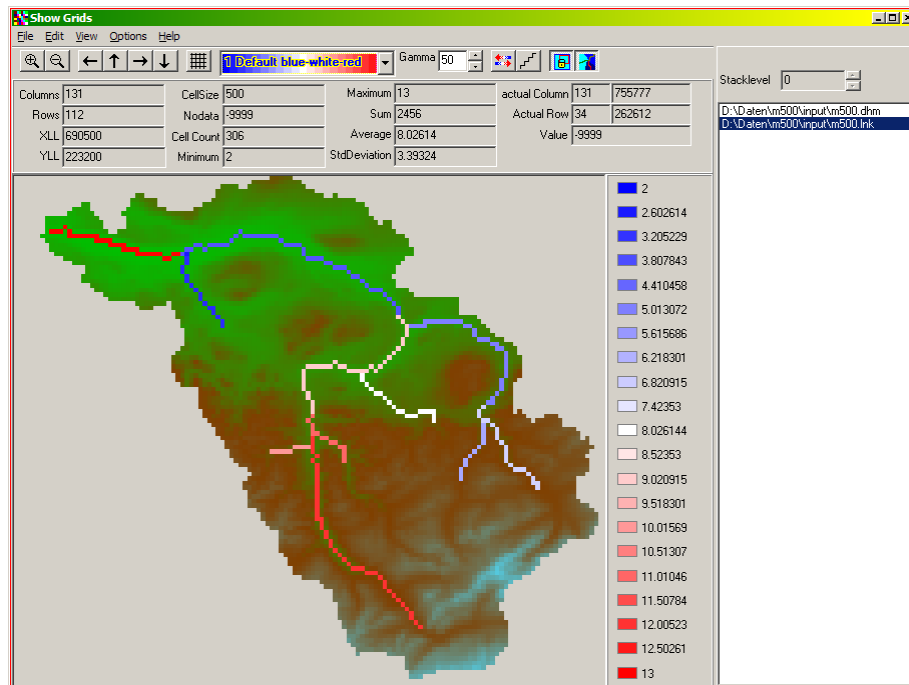 Show Grids
File Edit View Options Help
1 Default blue-white-red Gamma 50
Stacklevel 0
Columns 131 CellSize 500 Maximum 13 actual Column 131 755777
Rows 112 Nodata -9999 Sum 2456 Actual Row 34 262612
XLL 690500 Cell Count 306 Average 8.02614 Value -9999
YLL 223200 Minimum 2 StdDeviation 3.39324
D:\Daten\m500\input\m500.dhm
D:\Daten\m500\input\m500.lnk
2
2.602614
3.205229
3.807843
4.410458
5.013072
5.615686
6.218301
6.820915
7.42353
8.026144
8.52353
9.020915
9.518301
10.01569
10.51307
11.01046
11.50784
12.00523
12.50261
13